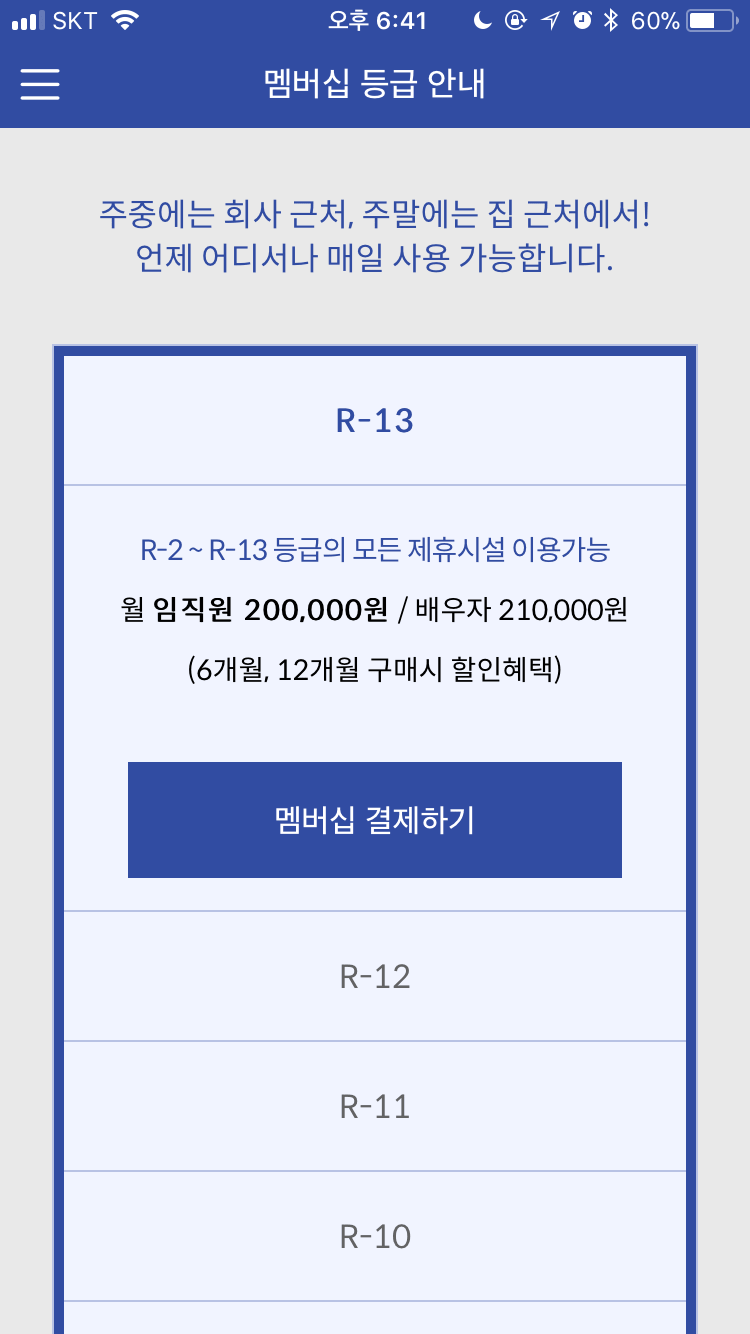 SKT 오후 6:41 60%
멤버십 등급 안내
주중에는 회사 근처, 주말에는 집 근처에서!
언제 어디서나 매일 사용 가능합니다.
R-13
R-2 ~ R-13 등급의 모든 제휴시설 이용가능
월 임직원 200,000원 / 배우자 210,000원
(6개월, 12개월 구매시 할인혜택)
멤버십 결제하기
R-12
R-11
R-10